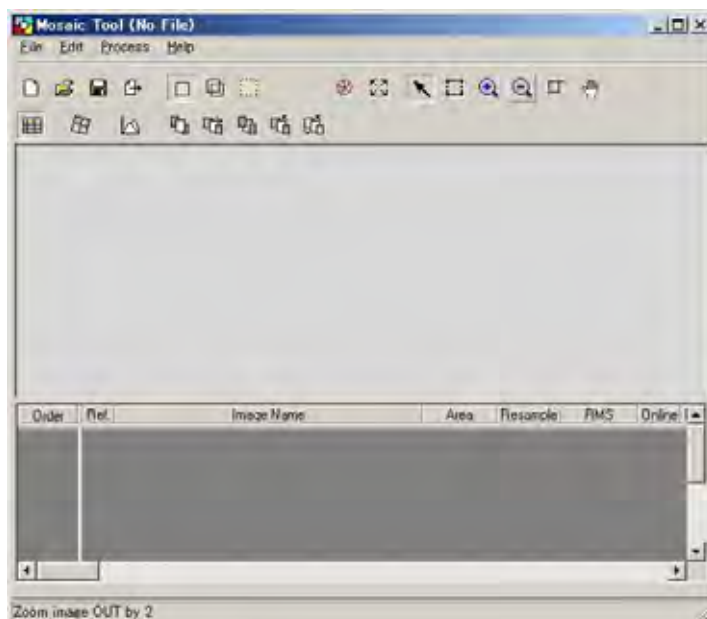 Mosaic Tool (No File)
File Edit Process Help
Order Ref. Image Name Area Resample RMS Online
Zoom image OUT by 2